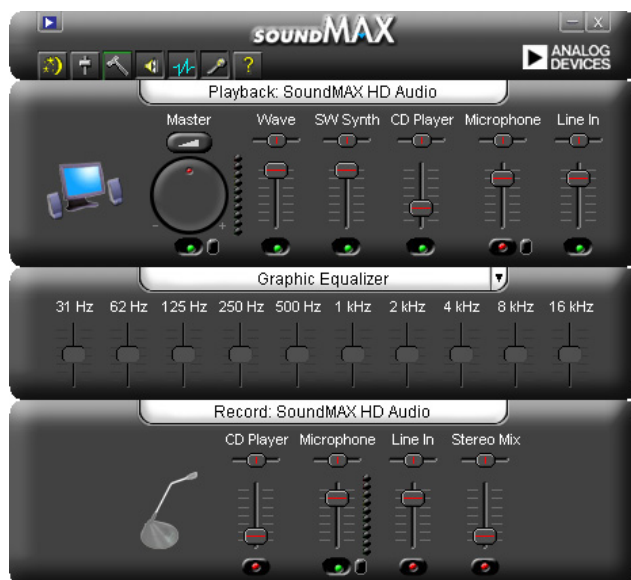 SOUNDMAX
– X
?
ANALOG
DEVICES
Playback: SoundMAX HD Audio
Master Wave SW Synth CD Player Microphone Line In
- +
Graphic Equalizer
31 Hz 62 Hz 125 Hz 250 Hz 500 Hz 1 kHz 2 kHz 4 kHz 8 kHz 16 kHz
Record: SoundMAX HD Audio
CD Player Microphone Line In Stereo Mix